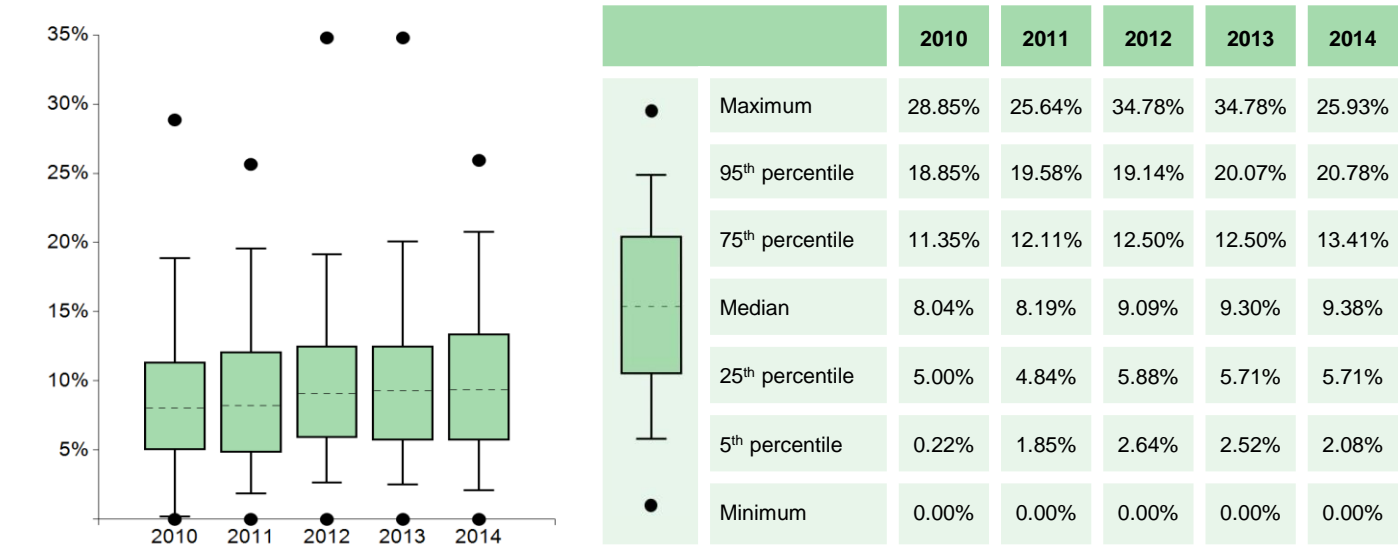 35%
30%
25%
20%
15%
10%
5%
2010 2011 2012 2013 2014
2010 2011 2012 2013 2014
Maximum 28.85% 25.64% 34.78% 34.78% 25.93%
95th percentile 18.85% 19.58% 19.14% 20.07% 20.78%
75th percentile 11.35% 12.11% 12.50% 12.50% 13.41%
Median 8.04% 8.19% 9.09% 9.30% 9.38%
25th percentile 5.00% 4.84% 5.88% 5.71% 5.71%
5th percentile 0.22% 1.85% 2.64% 2.52% 2.08%
Minimum 0.00% 0.00% 0.00% 0.00% 0.00%